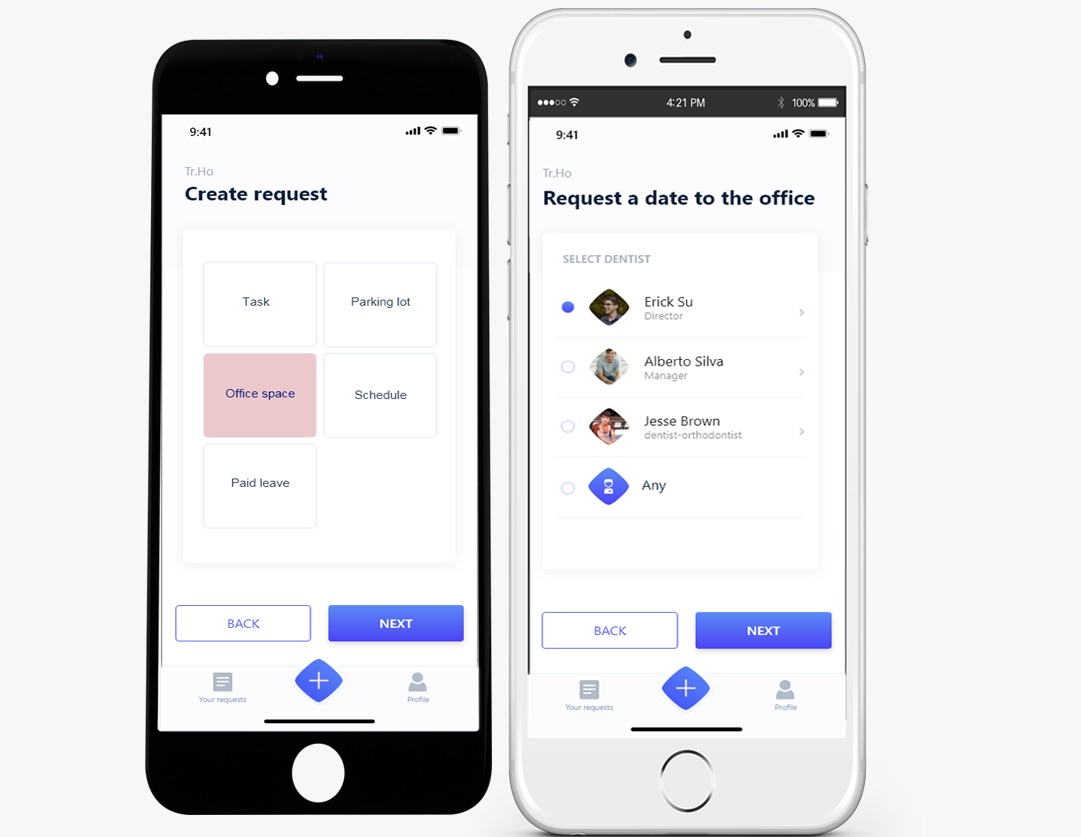 9:41
Tr.Ho
Create request
Task
Parking lot
Office space
Schedule
Paid leave
BACK
NEXT
Your requests
Profile
4:21 PM
100%
9:41
Tr.Ho
Request a date to the office
SELECT DENTIST
Erick Su
Director
Alberto Silva
Manager
Jesse Brown
dentist-orthodontist
Any
BACK
NEXT
Your requests
Profile